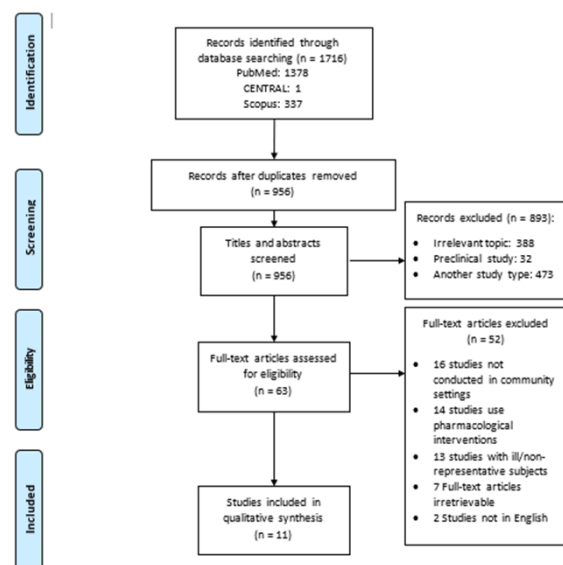 Identification
Records identified through
database searching (n = 1716)
PubMed: 1378
CENTRAL: 1
Scopus: 337
Records after duplicates removed
(n = 956)
Screening
Titles and abstracts
screened
(n = 956)
Records excluded (n = 893):
• Irrelevant topic: 388
• Preclinical study: 32
• Another study type: 473
Eligibility
Full-text articles assessed
for eligibility
(n = 63)
Full-text articles excluded
(n = 52)
• 16 studies not
conducted in community
settings
• 14 studies use
pharmacological
interventions
• 13 studies with ill/non-
representative subjects
• 7 Full-text articles
irretrievable
• 2 Studies not in English
Included
Studies included in
qualitative synthesis
(n = 11)